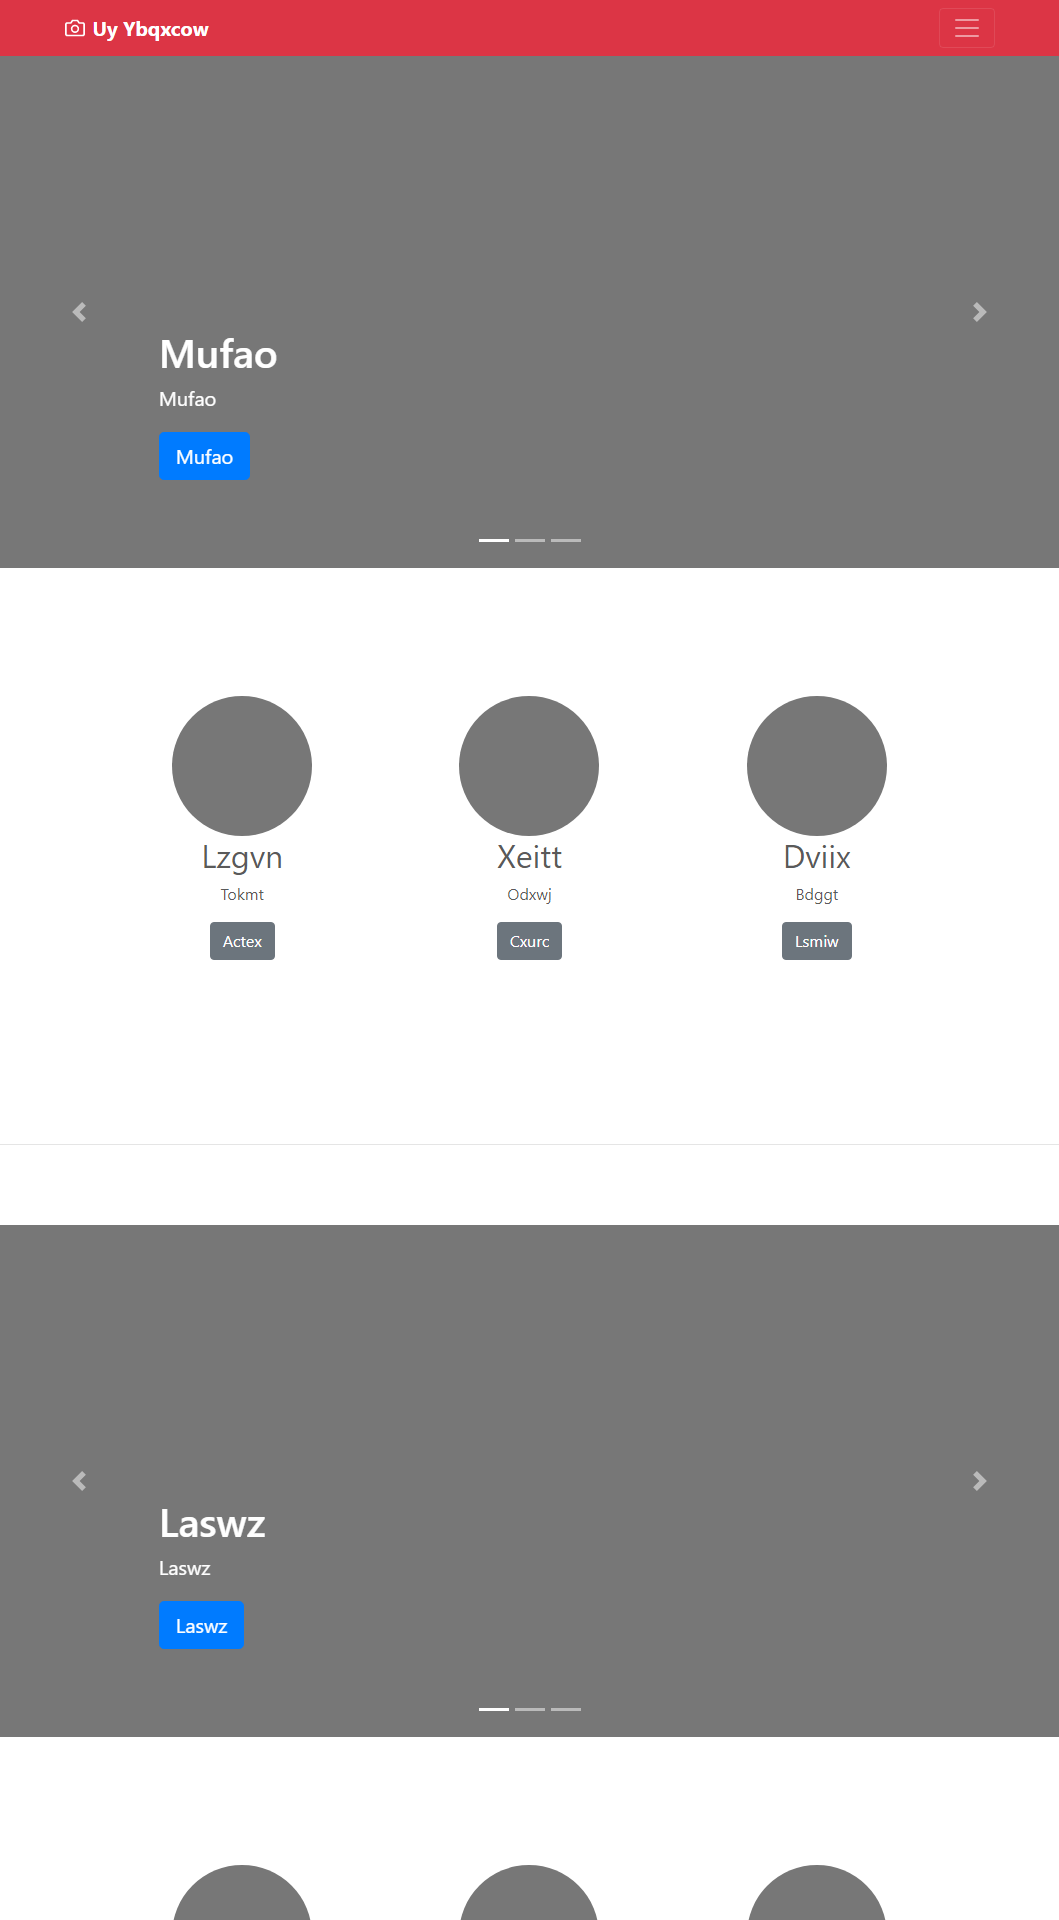 Uy Ybqxcow
Mufao
Mufao
Mufao
Lzgvn
Xeitt
Dviix
Tokmt
Odxwj
Bdggt
Actex
Cxurc
Lsmiw
Laswz
Laswz
Laswz